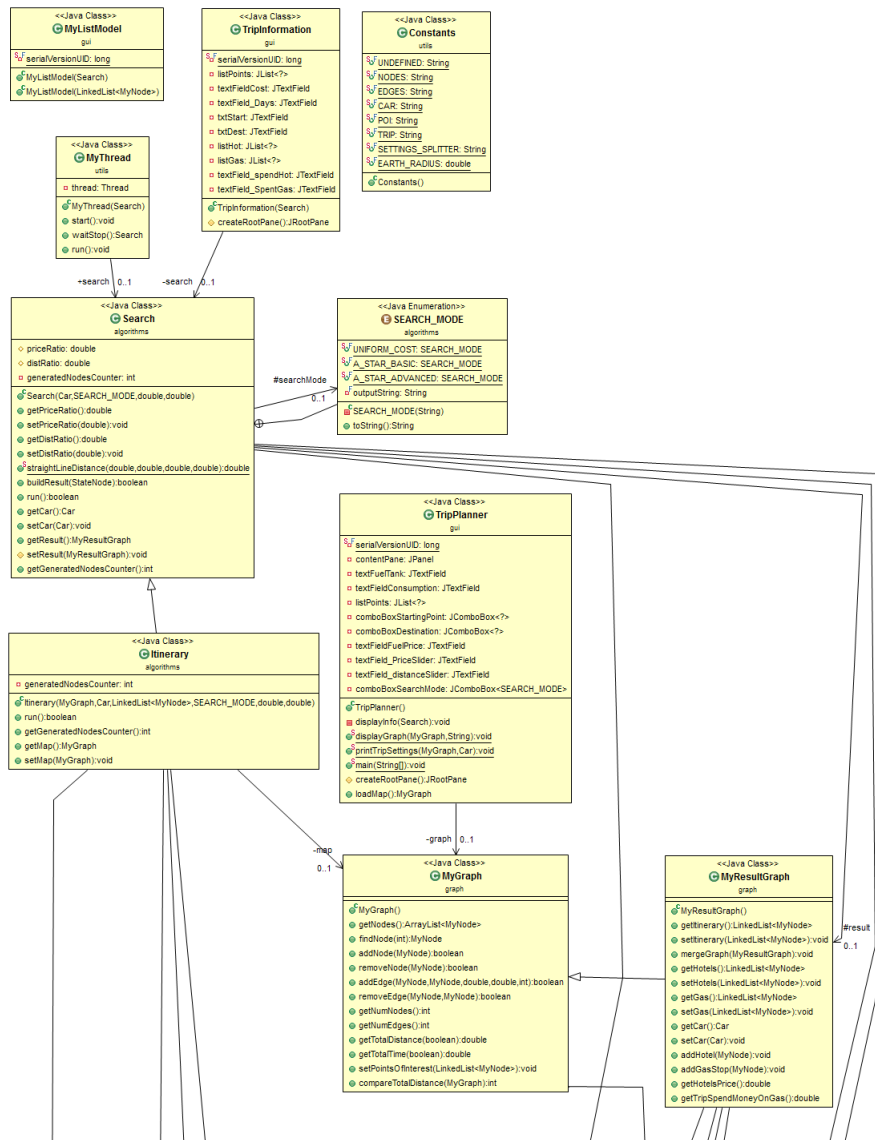 <<Java Class>>
MyListModel
gui
serialVersionUID: long
MyListModel(Search)
MyListModel(LinkedList<MyNode>)
<<Java Class>>
TripInformation
gui
serialVersionUID: long
listPoints: JList<?>
textFieldCost: JTextField
textField_Days: JTextField
txtStart: JTextField
txtDest: JTextField
listHot: JList<?>
listGas: JList<?>
textField_spendHot: JTextField
textField_SpentGas: JTextField
TripInformation(Search)
createRootPane():JRootPane
<<Java Class>>
Constants
utils
UNDEFINED: String
NODES: String
EDGES: String
CAR: String
POI: String
TRIP: String
SETTINGS_SPLITTER: String
EARTH_RADIUS: double
Constants()
<<Java Class>>
MyThread
utils
thread: Thread
MyThread(Search)
start():void
waitStop():Search
run():void
+search 0..1
-search 0..1
<<Java Class>>
Search
algorithms
priceRatio: double
distRatio: double
generatedNodesCounter: int
Search(Car,SEARCH_MODE,double,double)
getPriceRatio():double
setPriceRatio(double):void
getDistRatio():double
setDistRatio(double):void
straightLineDistance(double,double,double,double):double
buildResult(StateNode):boolean
run():boolean
getCar():Car
setCar(Car):void
getResult():MyResultGraph
setResult(MyResultGraph):void
getGeneratedNodesCounter():int
#searchMode
0..1
<<Java Enumeration>>
SEARCH_MODE
algorithms
UNIFORM_COST: SEARCH_MODE
A_STAR_BASIC: SEARCH_MODE
A_STAR_ADVANCED: SEARCH_MODE
outputString: String
SEARCH_MODE(String)
toString():String
<<Java Class>>
TripPlanner
gui
serialVersionUID: long
contentPane: JPanel
textFuelTank: JTextField
textFieldConsumption: JTextField
listPoints: JList<?>
comboBoxStartingPoint: JComboBox<?>
comboBoxDestination: JComboBox<?>
textFieldFuelPrice: JTextField
textField_PriceSlider: JTextField
textField_distanceSlider: JTextField
comboBoxSearchMode: JComboBox<SEARCH_MODE>
TripPlanner()
displayInfo(Search):void
displayGraph(MyGraph,String):void
printTripSettings(MyGraph,Car):void
main(String[]):void
createRootPane():JRootPane
loadMap():MyGraph
<<Java Class>>
Itinerary
algorithms
generatedNodesCounter: int
Itinerary(MyGraph,Car,LinkedList<MyNode>,SEARCH_MODE,double,double)
run():boolean
getGeneratedNodesCounter():int
getMap():MyGraph
setMap(MyGraph):void
-map
0..1
-graph 0..1
<<Java Class>>
MyGraph
graph
MyGraph()
getNodes():ArrayList<MyNode>
findNode(int):MyNode
addNode(MyNode):boolean
removeNode(MyNode):boolean
addEdge(MyNode,MyNode,double,double,int):boolean
removeEdge(MyNode,MyNode):boolean
getNumNodes():int
getNumEdges():int
getTotalDistance(boolean):double
getTotalTime(boolean):double
setPointsOfInterest(LinkedList<MyNode>):void
compareTotalDistance(MyGraph):int
<<Java Class>>
MyResultGraph
graph
MyResultGraph()
getItinerary():LinkedList<MyNode>
setItinerary(LinkedList<MyNode>):void
mergeGraph(MyResultGraph):void
getHotels():LinkedList<MyNode>
setHotels(LinkedList<MyNode>):void
getGas():LinkedList<MyNode>
setGas(LinkedList<MyNode>):void
getCar():Car
setCar(Car):void
addHotel(MyNode):void
addGasStop(MyNode):void
getHotelsPrice():double
getTripSpendMoneyOnGas():double
#result
0..1